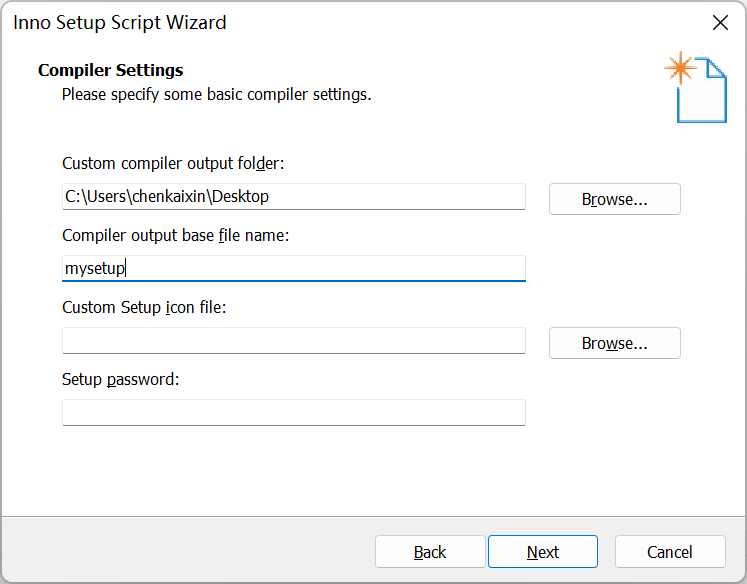 Inno Setup Script Wizard
Compiler Settings
Please specify some basic compiler settings.
Custom compiler output folder:
C:\Users\chenkaixin\Desktop
Browse...
Compiler output base file name:
mysetup
Custom Setup icon file:
Browse...
Setup password:
Back
Next
Cancel